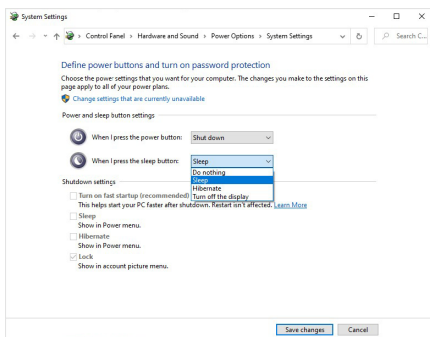 System Settings
Control Panel > Hardware and Sound > Power Options > System Settings
Search C...
Define power buttons and turn on password protection
Choose the power settings that you want for your computer. The changes you make to the settings on this
page apply to all of your power plans.
Change settings that are currently unavailable
Power and sleep button settings
When I press the power button: Shut down
When I press the sleep button: Sleep
Do nothing
Sleep
Hibernate
Turn off the display
Shutdown settings
Turn on fast startup (recommended)
This helps start your PC faster after shutdown. Restart isn't affected. Learn More
Sleep
Show in Power menu.
Hibernate
Show in Power menu.
Lock
Show in account picture menu.
Save changes Cancel